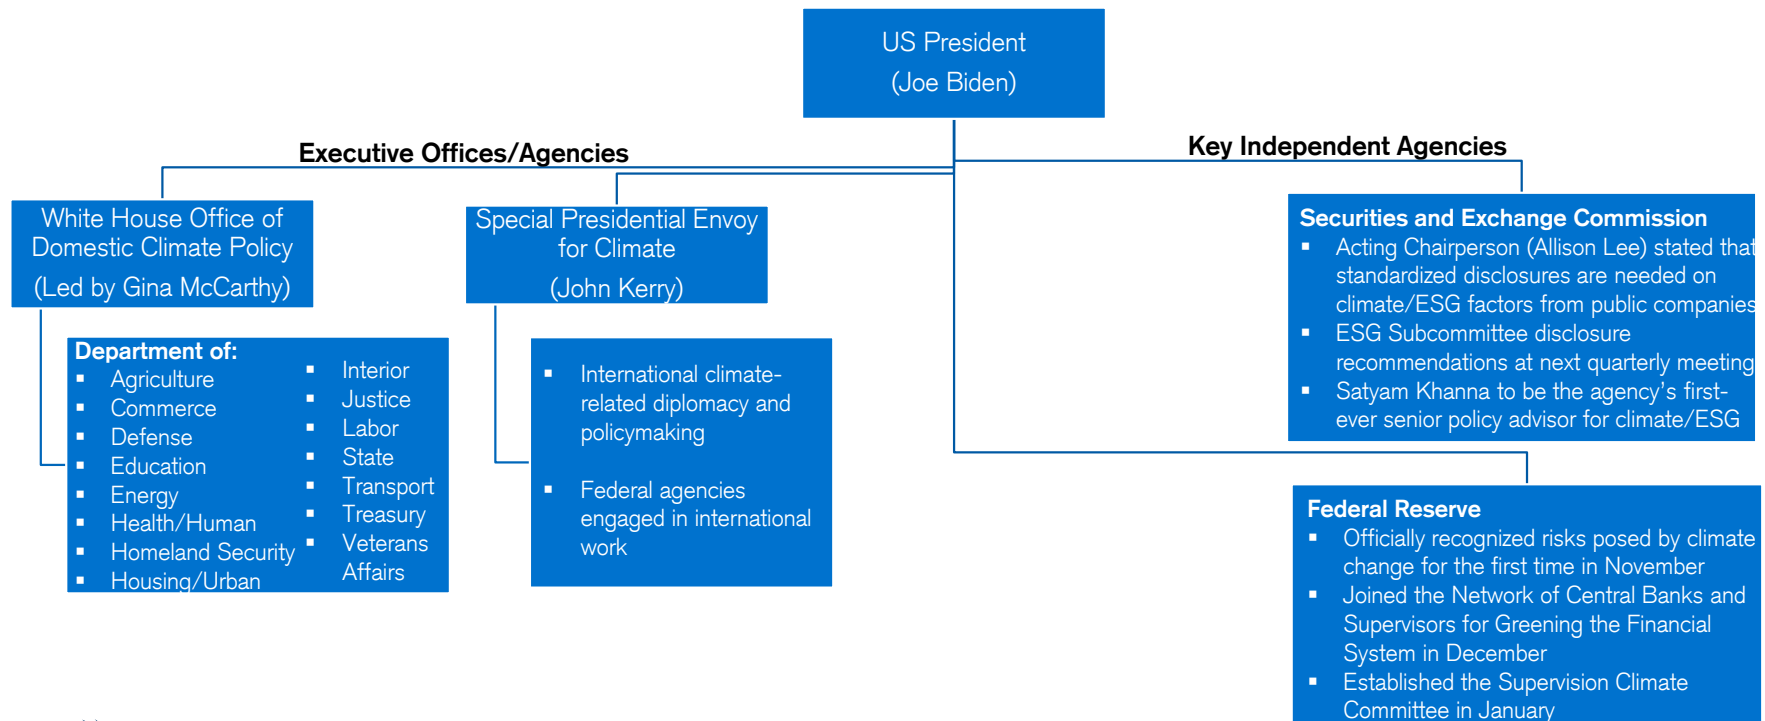 US President
(Joe Biden)
Executive Offices/Agencies
Key Independent Agencies
White House Office of
Domestic Climate Policy
(Led by Gina McCarthy)
Special Presidential Envoy
for Climate
(John Kerry)
Securities and Exchange Commission
▪ Acting Chairperson (Allison Lee) stated that
standardized disclosures are needed on
climate/ESG factors from public companies
▪ ESG Subcommittee disclosure
recommendations at next quarterly meeting
▪ Satyam Khanna to be the agency's first-
ever senior policy advisor for climate/ESG
Department of:
▪ Agriculture
▪ Commerce
▪ Defense
▪ Education
▪ Energy
▪ Health/Human
▪ Homeland Security
▪ Housing/Urban
▪ Interior
▪ Justice
▪ Labor
▪ State
▪ Transport
▪ Treasury
▪ Veterans
Affairs
▪ International climate-
related diplomacy and
policymaking
▪ Federal agencies
engaged in international
work
Federal Reserve
▪ Officially recognized risks posed by climate
change for the first time in November
▪ Joined the Network of Central Banks and
Supervisors for Greening the Financial
System in December
▪ Established the Supervision Climate
Committee in January